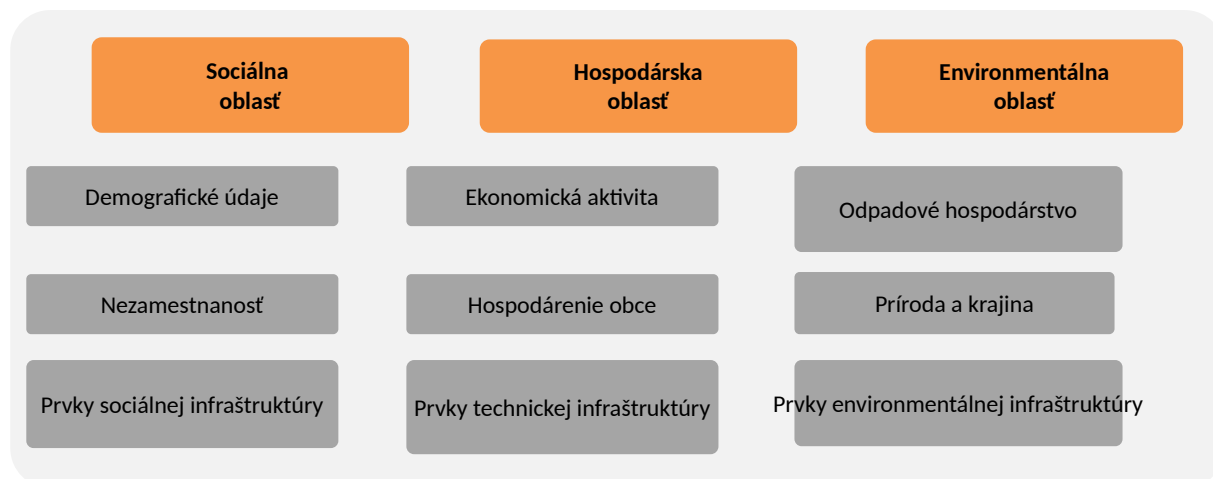 Sociálna
oblasť
Hospodárska
oblasť
Environmentálna
oblasť
Demografické údaje
Ekonomická aktivita
Odpadové hospodárstvo
Nezamestnanosť
Hospodárenie obce
Príroda a krajina
Prvky sociálnej infraštruktúry
Prvky technickej infraštruktúry
Prvky environmentálnej infraštruktúry